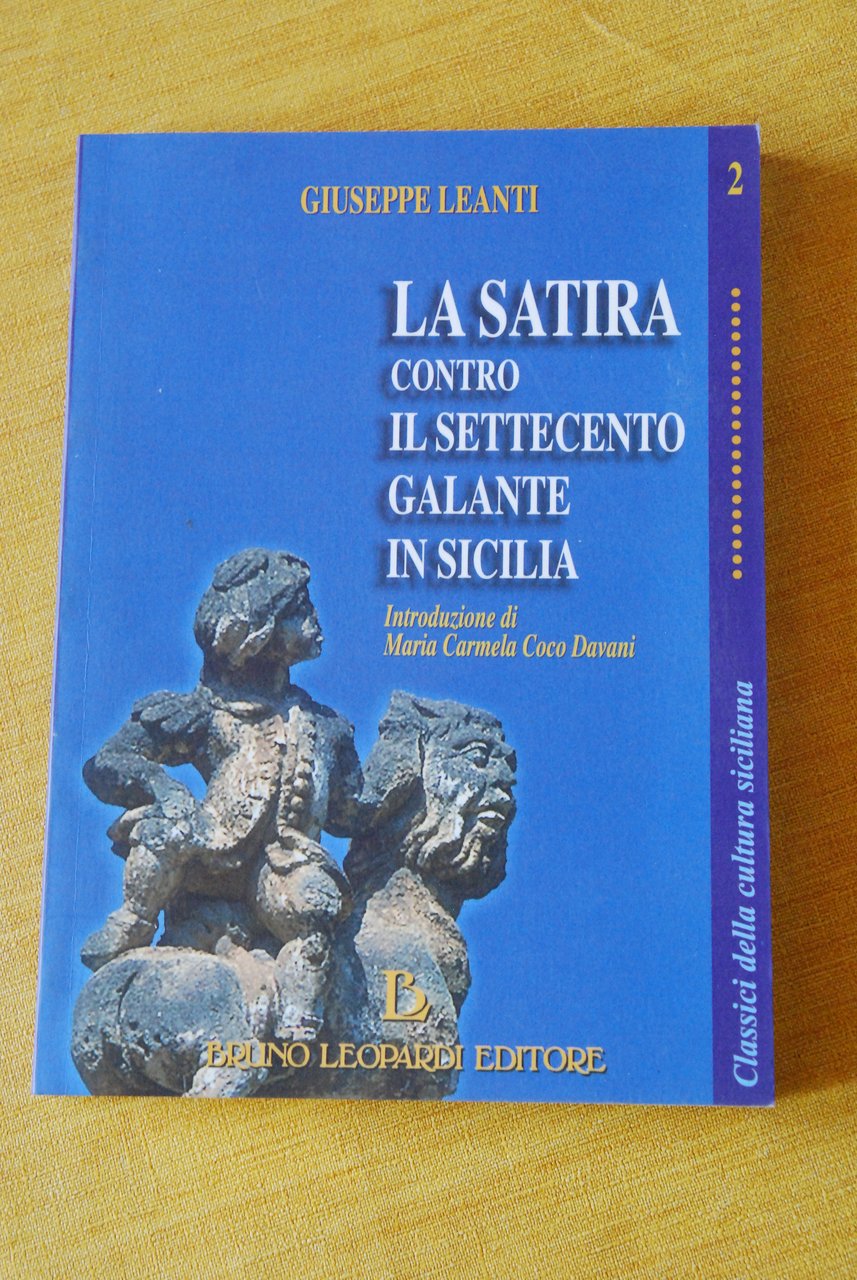 GIUSEPPE LEANTI
2
LA SATIRA
CONTRO
IL SETTECENTO
GALANTE
IN SICILIA
Introduzione di
Maria Carmela Coco Davani
Classici della cultura siciliana
BL
BRUNO LEOPARDI EDITORE